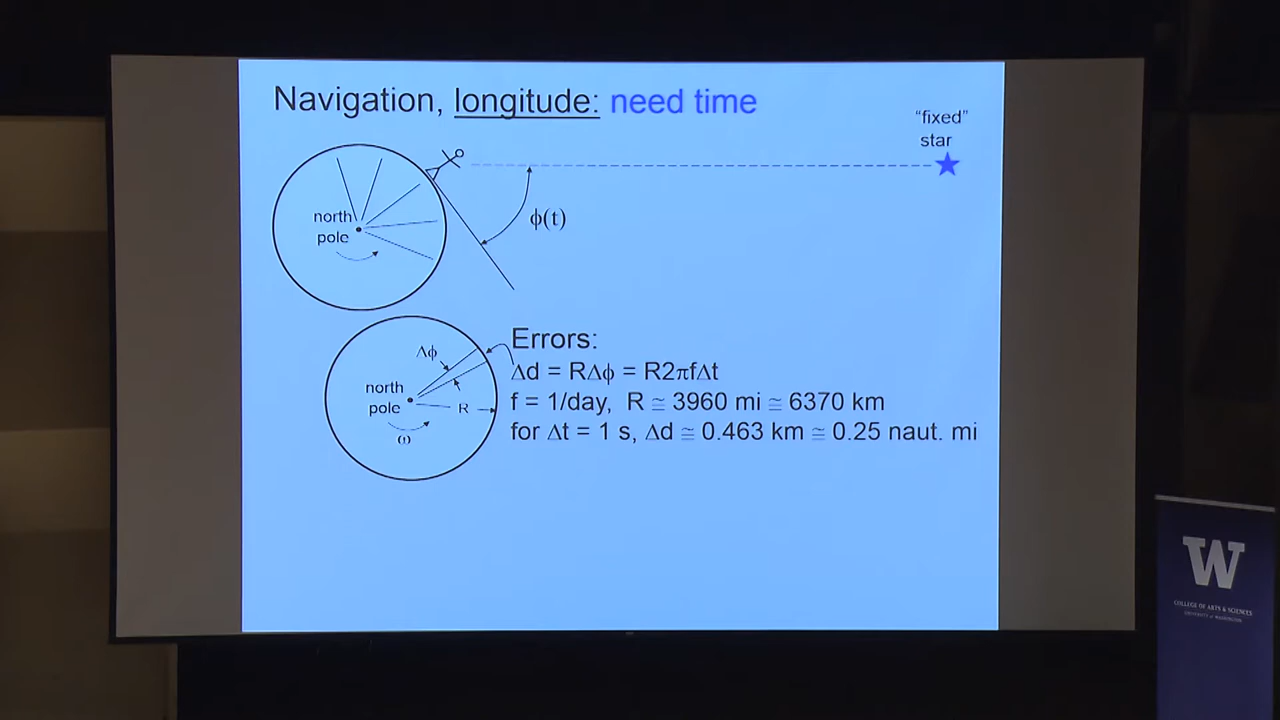 Navigation, longitude: need time
"fixed"
star
north
pole
ϕ(t)
Errors:
Δϕ
Δd = RΔϕ = R2πfΔt
north
pole
R
f = 1/day, R ≅ 3960 mi ≅ 6370 km
ω
for Δt = 1 s, Δd ≅ 0.463 km ≅ 0.25 naut. mi
W
COLLEGE OF ARTS & SCIENCES
UNIVERSITY of WASHINGTON